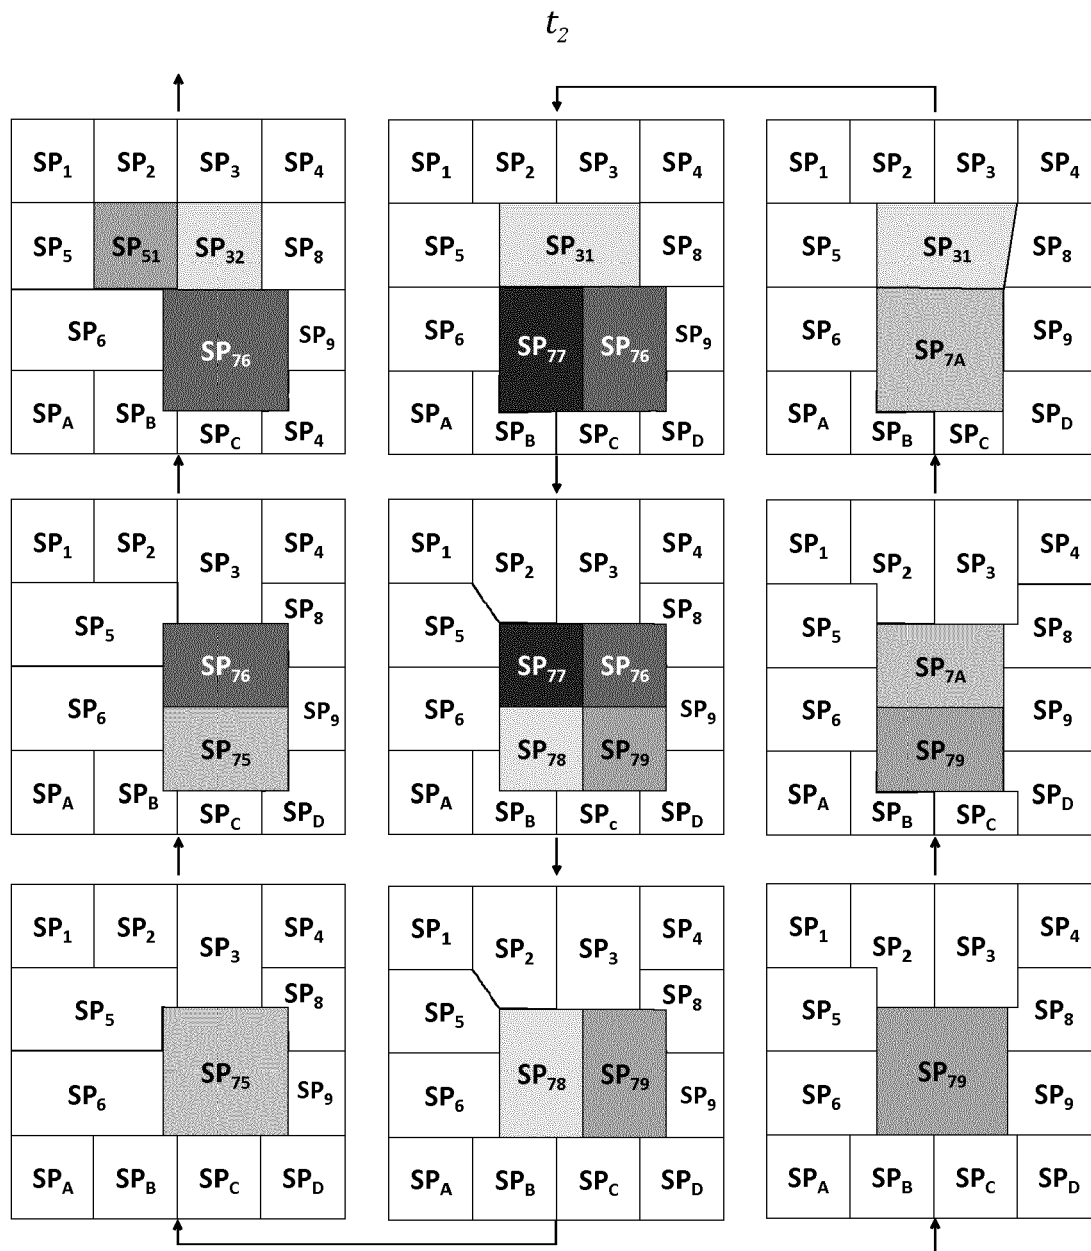 t2
SP1 SP2 SP3 SP4
SP5 SP51 SP32 SP8
SP6 SP76 SP9
SPA SPB SPC SP4
SP1 SP2 SP3 SP4
SP5 SP31 SP8
SP6 SP77 SP76 SP9
SPA SPB SPC SPD
SP1 SP2 SP3 SP4
SP5 SP31 SP8
SP6 SP7A SP9
SPA SPB SPC SPD
SP1 SP2 SP3 SP4
SP5 SP8
SP76
SP6 SP9
SP75
SPA SPB SPC SPD
SP1 SP2 SP3 SP4
SP5 SP8
SP77 SP76
SP6 SP9
SP78 SP79
SPA SPB SPc SPD
SP1 SP2 SP3 SP4
SP5 SP8
SP7A
SP6 SP9
SP79
SPA SPB SPC SPD
SP1 SP2 SP3 SP4
SP5 SP8
SP75
SP6 SP9
SPA SPB SPC SPD
SP1 SP2 SP3 SP4
SP5 SP8
SP78 SP79
SP6 SP9
SPA SPB SPC SPD
SP1 SP2 SP3 SP4
SP5 SP8
SP79
SP6 SP9
SPA SPB SPC SPD